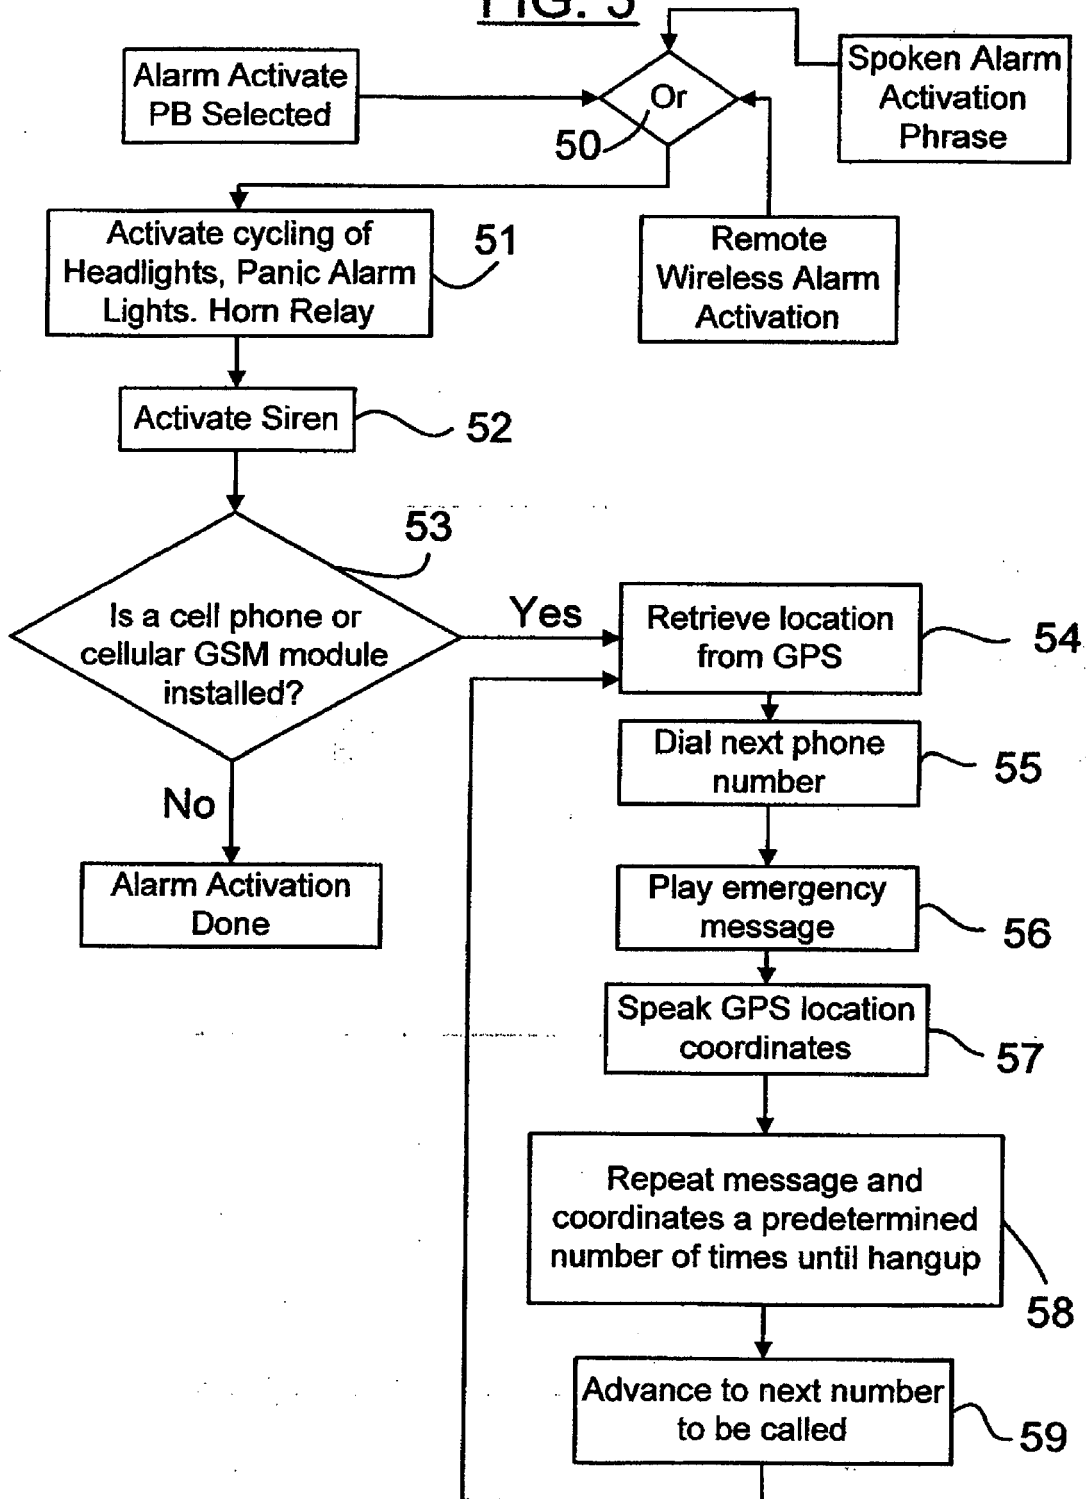 FIG. 5
Alarm Activate
PB Selected
Or
50
Spoken Alarm
Activation
Phrase
Activate cycling of
Headlights, Panic Alarm
Lights. Horn Relay
51
Remote
Wireless Alarm
Activation
Activate Siren
52
53
Is a cell phone or
cellular GSM module
installed?
Yes
No
Alarm Activation
Done
Retrieve location
from GPS
54
Dial next phone
number
55
Play emergency
message
56
Speak GPS location
coordinates
57
Repeat message and
coordinates a predetermined
number of times until hangup
58
Advance to next number
to be called
59